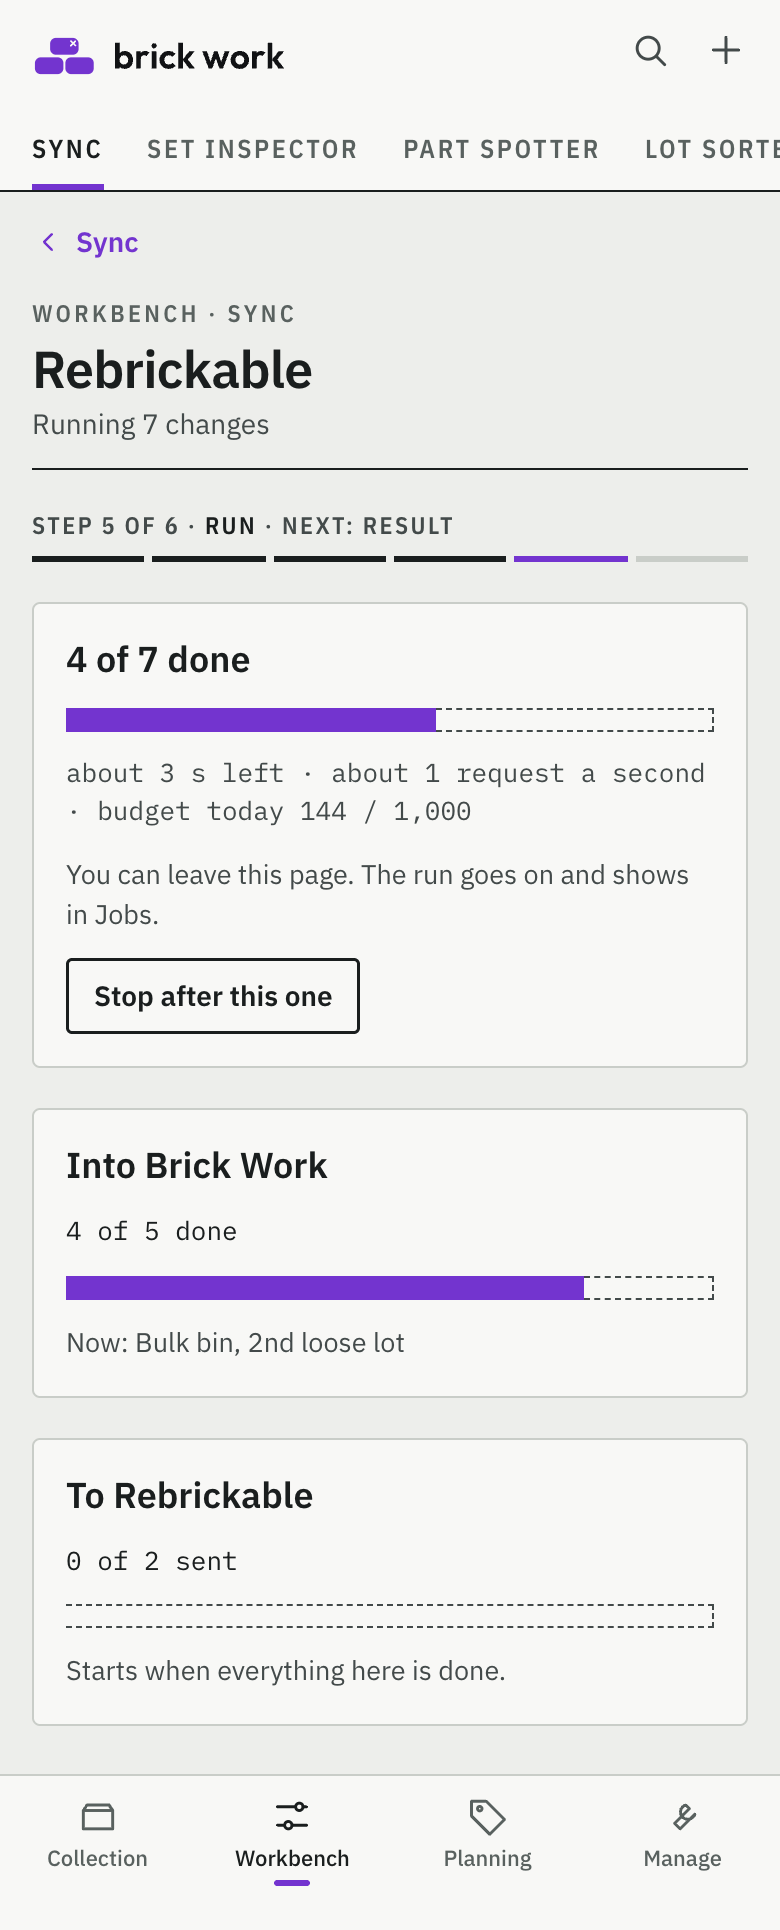 brick work
SYNC SET INSPECTOR PART SPOTTER LOT SORTE
Sync
WORKBENCH · SYNC
Rebrickable
Running 7 changes
STEP 5 OF 6 · RUN · NEXT: RESULT
4 of 7 done
about 3 s left · about 1 request a second
· budget today 144 / 1,000
You can leave this page. The run goes on and shows
in Jobs.
Stop after this one
Into Brick Work
4 of 5 done
Now: Bulk bin, 2nd loose lot
To Rebrickable
0 of 2 sent
Starts when everything here is done.
Collection Workbench Planning Manage